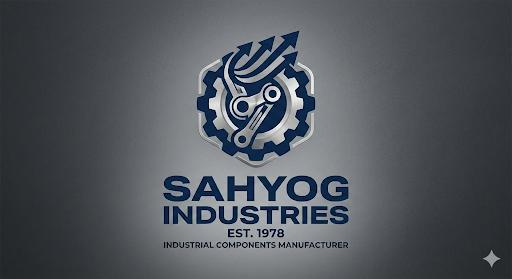 SAHYOG
INDUSTRIES
EST. 1978
INDUSTRIAL COMPONENTS MANUFACTURER